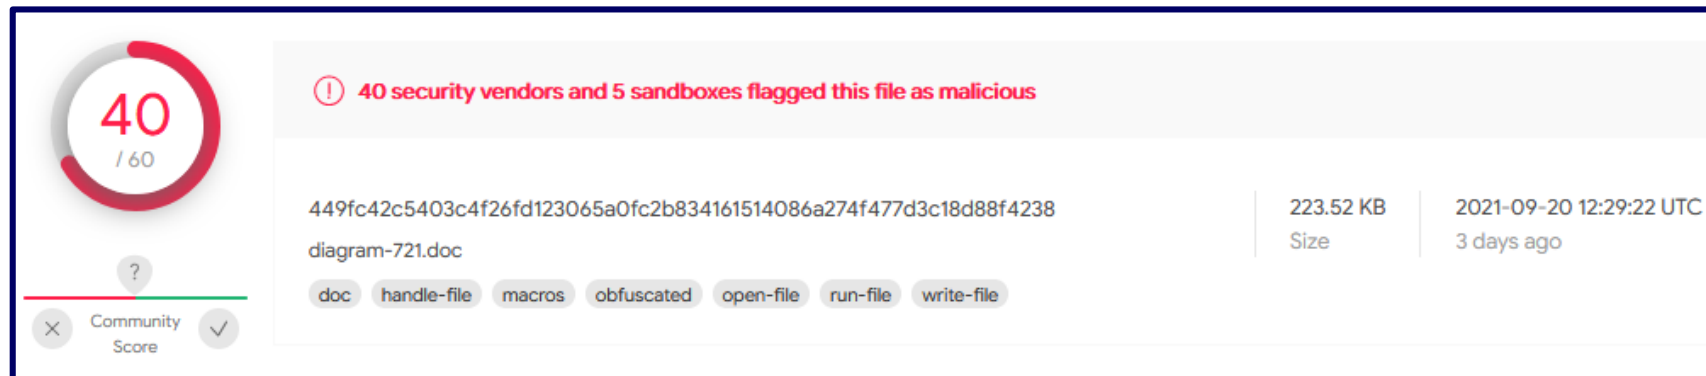 40
/ 60
?
Community
Score
40 security vendors and 5 sandboxes flagged this file as malicious
449fc42c5403c4f26fd123065a0fc2b834161514086a274f477d3c18d88f4238
diagram-721.doc
doc handle-file macros obfuscated open-file run-file write-file
223.52 KB
Size
2021-09-20 12:29:22 UTC
3 days ago